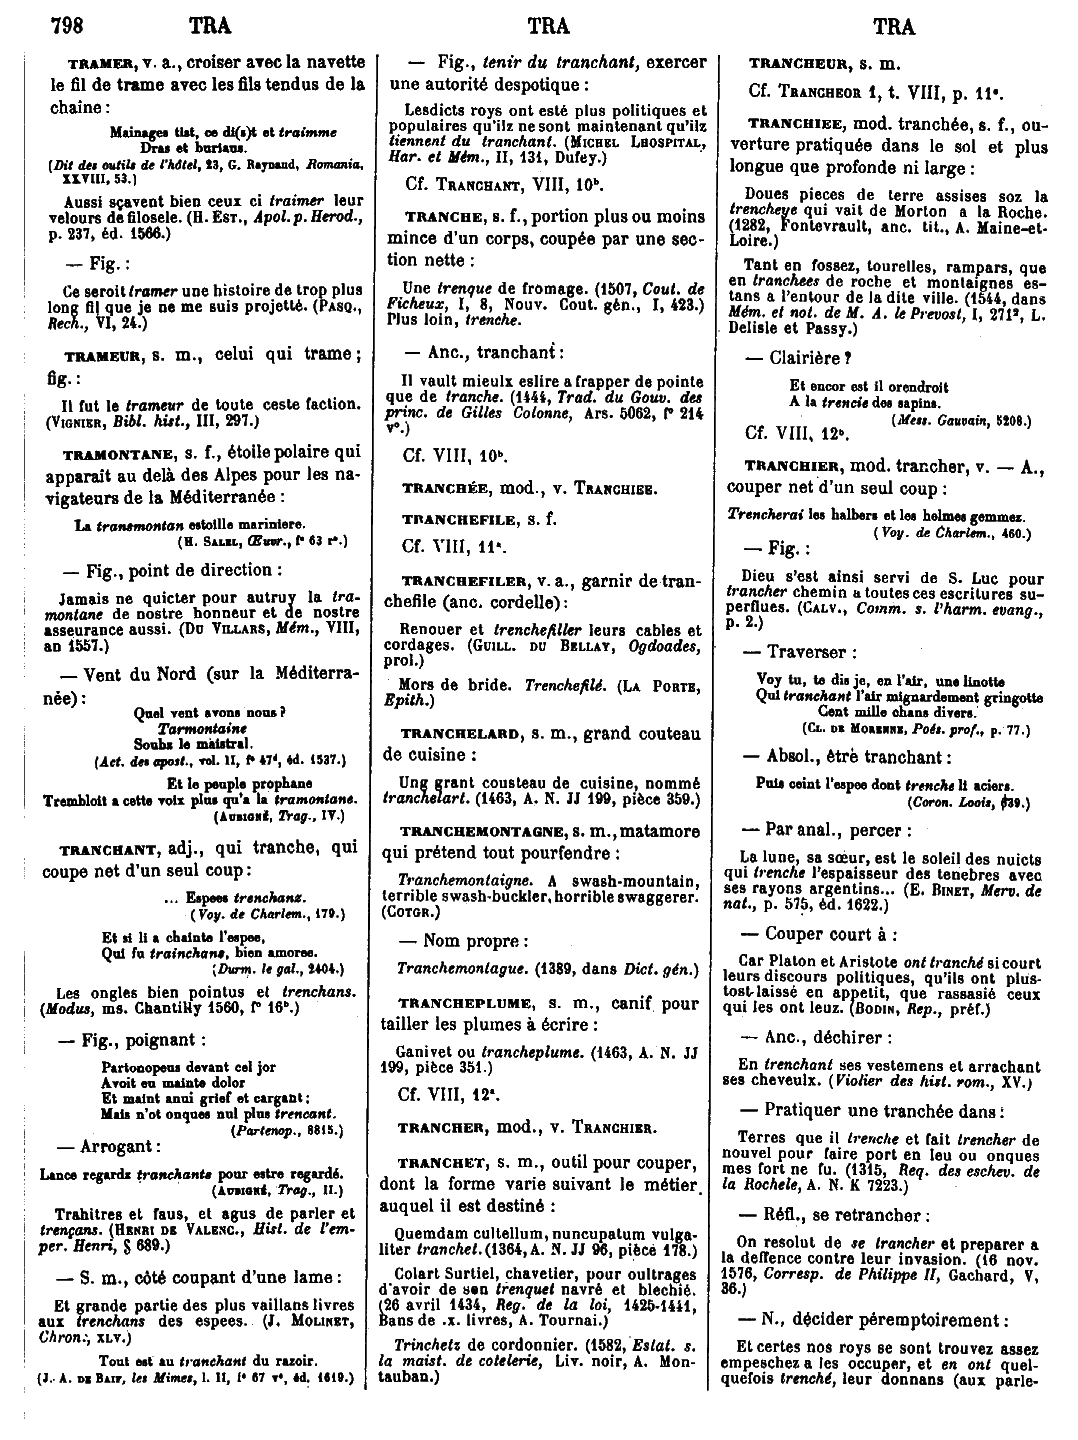 798 TRA TRA TRA
TRAMER, v. a., croiser avec la navette
le fil de trame avec les fils tendus de la
chaîne :
Mainages tist, ce di(s)t et traimme
Dras et buriaus.
(Dit des outils de l'hôtel, 23, G. Raynaud, Romania,
XXVIII, 53.)
Aussi sçavent bien ceux ci traimer leur
velours de filosele. (H. Est., Apol. p. Herod.,
p. 237, éd. 1566.)
— Fig. :
Ce seroit tramer une histoire de trop plus
long fil que je ne me suis projetté. (Pasq.,
Rech., VI, 24.)
TRAMEUR, s. m., celui qui trame ;
fig. :
Il fut le trameur de toute ceste faction.
(Vignier, Bibl. hist., III, 297.)
TRAMONTANE, s. f., étoile polaire qui
apparaît au delà des Alpes pour les na-
vigateurs de la Méditerranée :
La transmontan estoille mariniere.
(H. Salel, Œuvr., f° 63 r°.)
— Fig., point de direction :
Jamais ne quicter pour autruy la tra-
montane de nostre honneur et de nostre
asseurance aussi. (Du Villars, Mém., VIII,
an 1557.)
— Vent du Nord (sur la Méditerra-
née) :
Quel vent avons nous ?
Tarmontaine
Soubz le maistral.
(Act. des apost., vol. II, f° 47d, éd. 1537.)
Et le peuple prophane
Trembloit a cette voix plus qu'a la tramontane.
(Aubigné, Trag., IV.)
TRANCHANT, adj., qui tranche, qui
coupe net d'un seul coup :
... Espees trenchanz.
(Voy. de Charlem., 179.)
Et si li a chainte l'espee,
Qui fu trainchans, bien amoree.
(Durm. le gal., 2404.)
Les ongles bien pointus et trenchans.
(Modus, ms. Chantilly 1560, f° 16b.)
— Fig., poignant :
Partonopeus devant cel jor
Avoit eu mainte dolor
Et maint anui grief et cargant ;
Mais n'ot onques nul plus trencant.
(Partenop., 8815.)
— Arrogant :
Lance regardz tranchants pour estre regardé.
(Aubigné, Trag., II.)
Trahitres et faus, et agus de parler et
trençans. (Henri de Valenc., Hist. de l'em-
per. Henri, § 689.)
— S. m., côté coupant d'une lame :
Et grande partie des plus vaillans livres
aux trenchans des espees. (J. Molinet,
Chron., XLV.)
Tout est au tranchant du razoir.
(J. A. de Baif, les Mimes, l. II, f° 67 v°, éd. 1619.)
— Fig., tenir du tranchant, exercer
une autorité despotique :
Lesdicts roys ont esté plus politiques et
populaires qu'ilz ne sont maintenant qu'ilz
tiennent du tranchant. (Michel Lhospital,
Har. et Mém., II, 131, Dufey.)
Cf. Tranchant, VIII, 10b.
TRANCHE, s. f., portion plus ou moins
mince d'un corps, coupée par une sec-
tion nette :
Une trenque de fromage. (1507, Cout. de
Ficheux, I, 8, Nouv. Cout. gén., I, 423.)
Plus loin, trenche.
— Anc., tranchant :
Il vault mieulx eslire a frapper de pointe
que de tranche. (1444, Trad. du Gouv. des
princ. de Gilles Colonne, Ars. 5062, f° 214
v°.)
Cf. VIII, 10b.
TRANCHÉE, mod., v. Tranchiee.
TRANCHEFILE, s. f.
Cf. VIII, 11a.
TRANCHEFILER, v. a., garnir de tran-
chefile (anc. cordelle) :
Renouer et trenchefiller leurs cables et
cordages. (Guill. du Bellay, Ogdoades,
prol.)
Mors de bride. Trenchefilé. (La Porte,
Epith.)
TRANCHELARD, s. m., grand couteau
de cuisine :
Ung grant cousteau de cuisine, nommé
tranchelart. (1463, A. N. JJ 199, pièce 359.)
TRANCHEMONTAGNE, s. m., matamore
qui prétend tout pourfendre :
Tranchemontaigne. A swash-mountain,
terrible swash-buckler, horrible swaggerer.
(Cotgr.)
— Nom propre :
Tranchemontague. (1389, dans Dict. gén.)
TRANCHEPLUME, s. m., canif pour
tailler les plumes à écrire :
Ganivet ou trancheplume. (1463, A. N. JJ
199, pièce 351.)
Cf. VIII, 12a.
TRANCHER, mod., v. Tranchier.
TRANCHET, s. m., outil pour couper,
dont la forme varie suivant le métier
auquel il est destiné :
Quemdam cultellum, nuncupatum vulga-
liter tranchet. (1364, A. N. JJ 96, pièce 178.)
Colart Surtiel, chavetier, pour oultrages
d'avoir de son trenquet navré et blechié.
(26 avril 1434, Reg. de la loi, 1425-1441,
Bans de .x. livres, A. Tournai.)
Trinchetz de cordonnier. (1582, Estat. s.
la maist. de cotelerie, Liv. noir, A. Mon-
tauban.)
TRANCHEUR, s. m.
Cf. Trancheor 1, t. VIII, p. 11a.
TRANCHIEE, mod. tranchée, s. f., ou-
verture pratiquée dans le sol et plus
longue que profonde ni large :
Doues pieces de terre assises soz la
trencheye qui vait de Morton a la Roche.
(1282, Fontevrault, anc. tit., A. Maine-et-
Loire.)
Tant en fossez, tourelles, rampars, que
en tranchees de roche et montaignes es-
tans a l'entour de la dite ville. (1544, dans
Mém. et not. de M. A. le Prevost, I, 271², L.
Delisle et Passy.)
— Clairière ?
Et encor est il orendroit
A la trencie des sapins.
(Mess. Gauvain, 5208.)
Cf. VIII, 12b.
TRANCHIER, mod. trancher, v. — A.,
couper net d'un seul coup :
Trencherai les halbers et les helmes gemmez.
(Voy. de Charlem., 460.)
— Fig. :
Dieu s'est ainsi servi de S. Luc pour
trancher chemin a toutes ces escritures su-
perflues. (Calv., Comm. s. l'harm. evang.,
p. 2.)
— Traverser :
Voy tu, te dis je, en l'air, une linotte
Qui tranchant l'air mignardement gringotte
Cent mille chans divers.
(Cl. de Morenne, Poés. prof., p. 77.)
— Absol., être tranchant :
Puis ceint l'espee dont trenche li aciers.
(Coron. Loois, 39.)
— Par anal., percer :
La lune, sa sœur, est le soleil des nuicts
qui trenche l'espaisseur des tenebres avec
ses rayons argentins... (E. Binet, Merv. de
nat., p. 575, éd. 1622.)
— Couper court à :
Car Platon et Aristote ont tranché si court
leurs discours politiques, qu'ils ont plus-
tost laissé en appetit, que rassasié ceux
qui les ont leuz. (Bodin, Rep., préf.)
— Anc., déchirer :
En trenchant ses vestemens et arrachant
ses cheveulx. (Violier des hist. rom., XV.)
— Pratiquer une tranchée dans :
Terres que il trenche et fait trencher de
nouvel pour faire port en leu ou onques
mes fort ne fu. (1315, Req. des eschev. de
la Rochele, A. N. K 7223.)
— Réfl., se retrancher :
On resolut de se trancher et preparer a
la deffence contre leur invasion. (16 nov.
1576, Corresp. de Philippe II, Gachard, V,
36.)
— N., décider péremptoirement :
Et certes nos roys se sont trouvez assez
empeschez a les occuper, et en ont quel-
quefois trenché, leur donnans (aux parle-